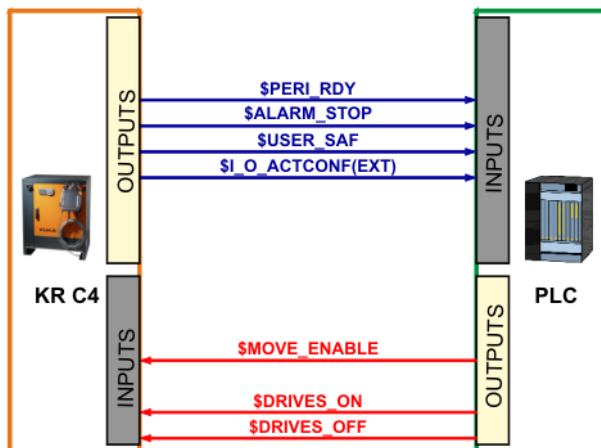 $PERI_RDY
$ALARM_STOP
$USER_SAF
$I_O_ACTCONF(EXT)
OUTPUTS
INPUTS
KR C4
PLC
$MOVE_ENABLE
INPUTS
OUTPUTS
$DRIVES_ON
$DRIVES_OFF